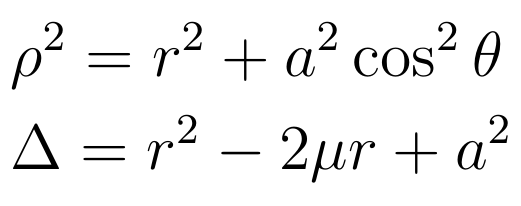 ρ² = r² + a² cos² θ
Δ = r² − 2μr + a²